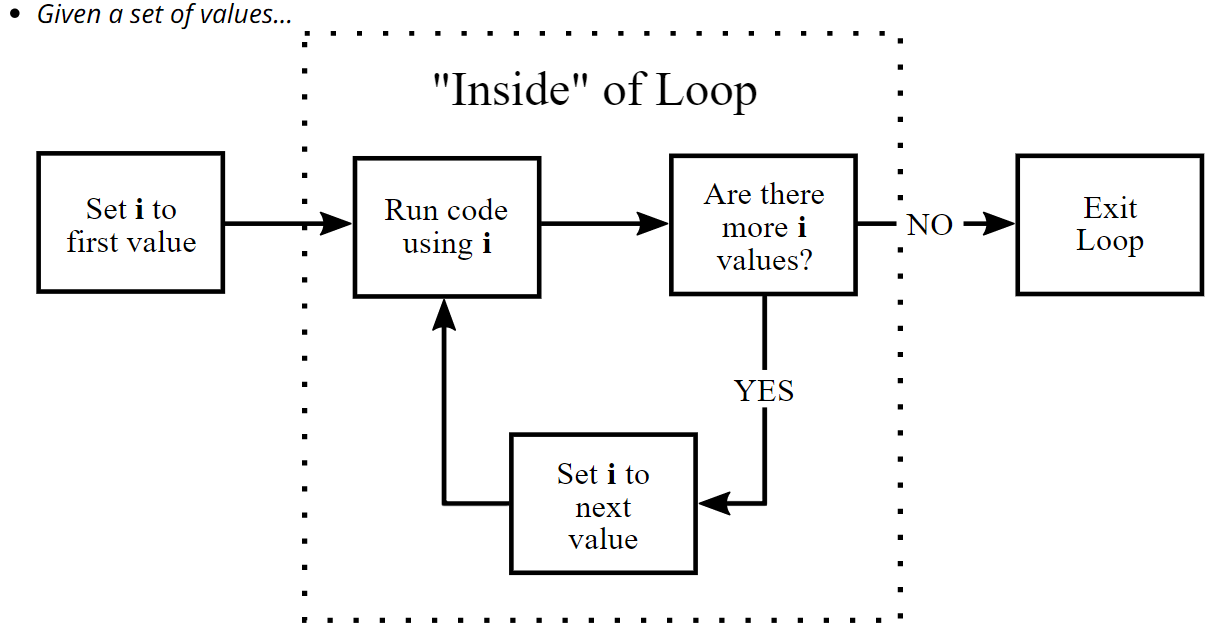 • Given a set of values...
"Inside" of Loop
Set i to
first value
Run code
using i
Are there
more i
values?
NO
Exit
Loop
YES
Set i to
next
value